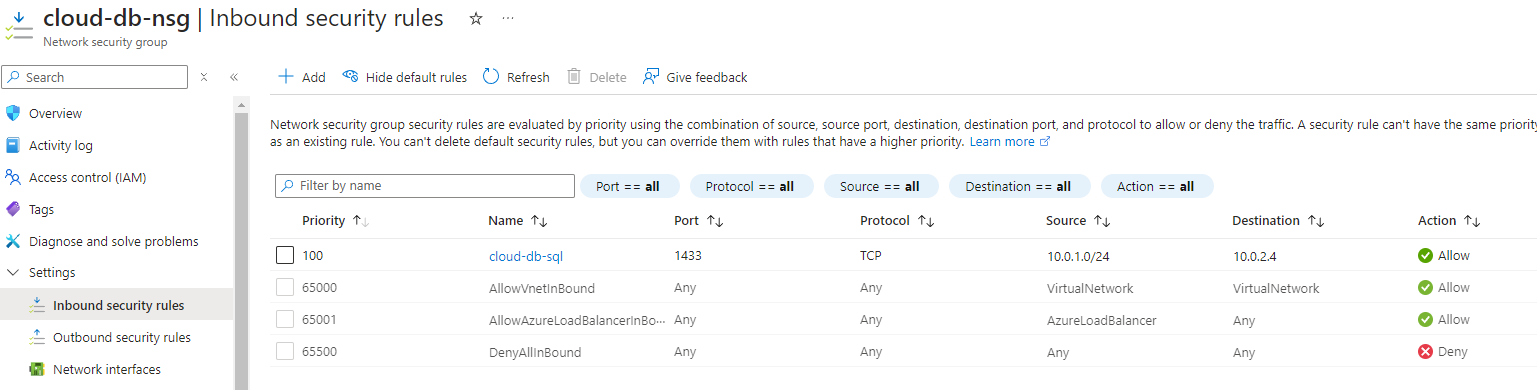 cloud-db-nsg | Inbound security rules ☆ ···
Network security group
Search
Add Hide default rules Refresh Delete Give feedback
Overview
Activity log
Access control (IAM)
Tags
Diagnose and solve problems
Settings
Inbound security rules
Outbound security rules
Network interfaces
Network security group security rules are evaluated by priority using the combination of source, source port, destination, destination port, and protocol to allow or deny the traffic. A security rule can't have the same priority
as an existing rule. You can't delete default security rules, but you can override them with rules that have a higher priority. Learn more
Filter by name Port == all Protocol == all Source == all Destination == all Action == all
Priority Name Port Protocol Source Destination Action
100 cloud-db-sql 1433 TCP 10.0.1.0/24 10.0.2.4 Allow
65000 AllowVnetInBound Any Any VirtualNetwork VirtualNetwork Allow
65001 AllowAzureLoadBalancerInBo··· Any Any AzureLoadBalancer Any Allow
65500 DenyAllInBound Any Any Any Any Deny